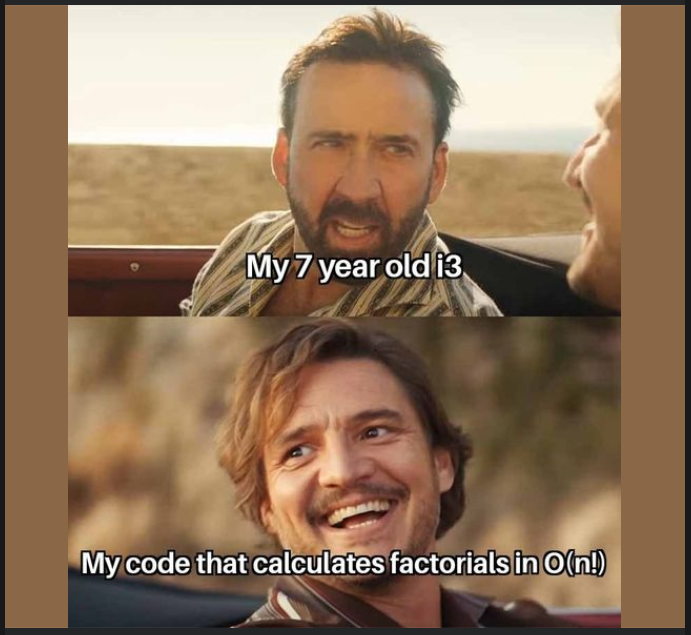 My 7 year old i3
My code that calculates factorials in O(n!)